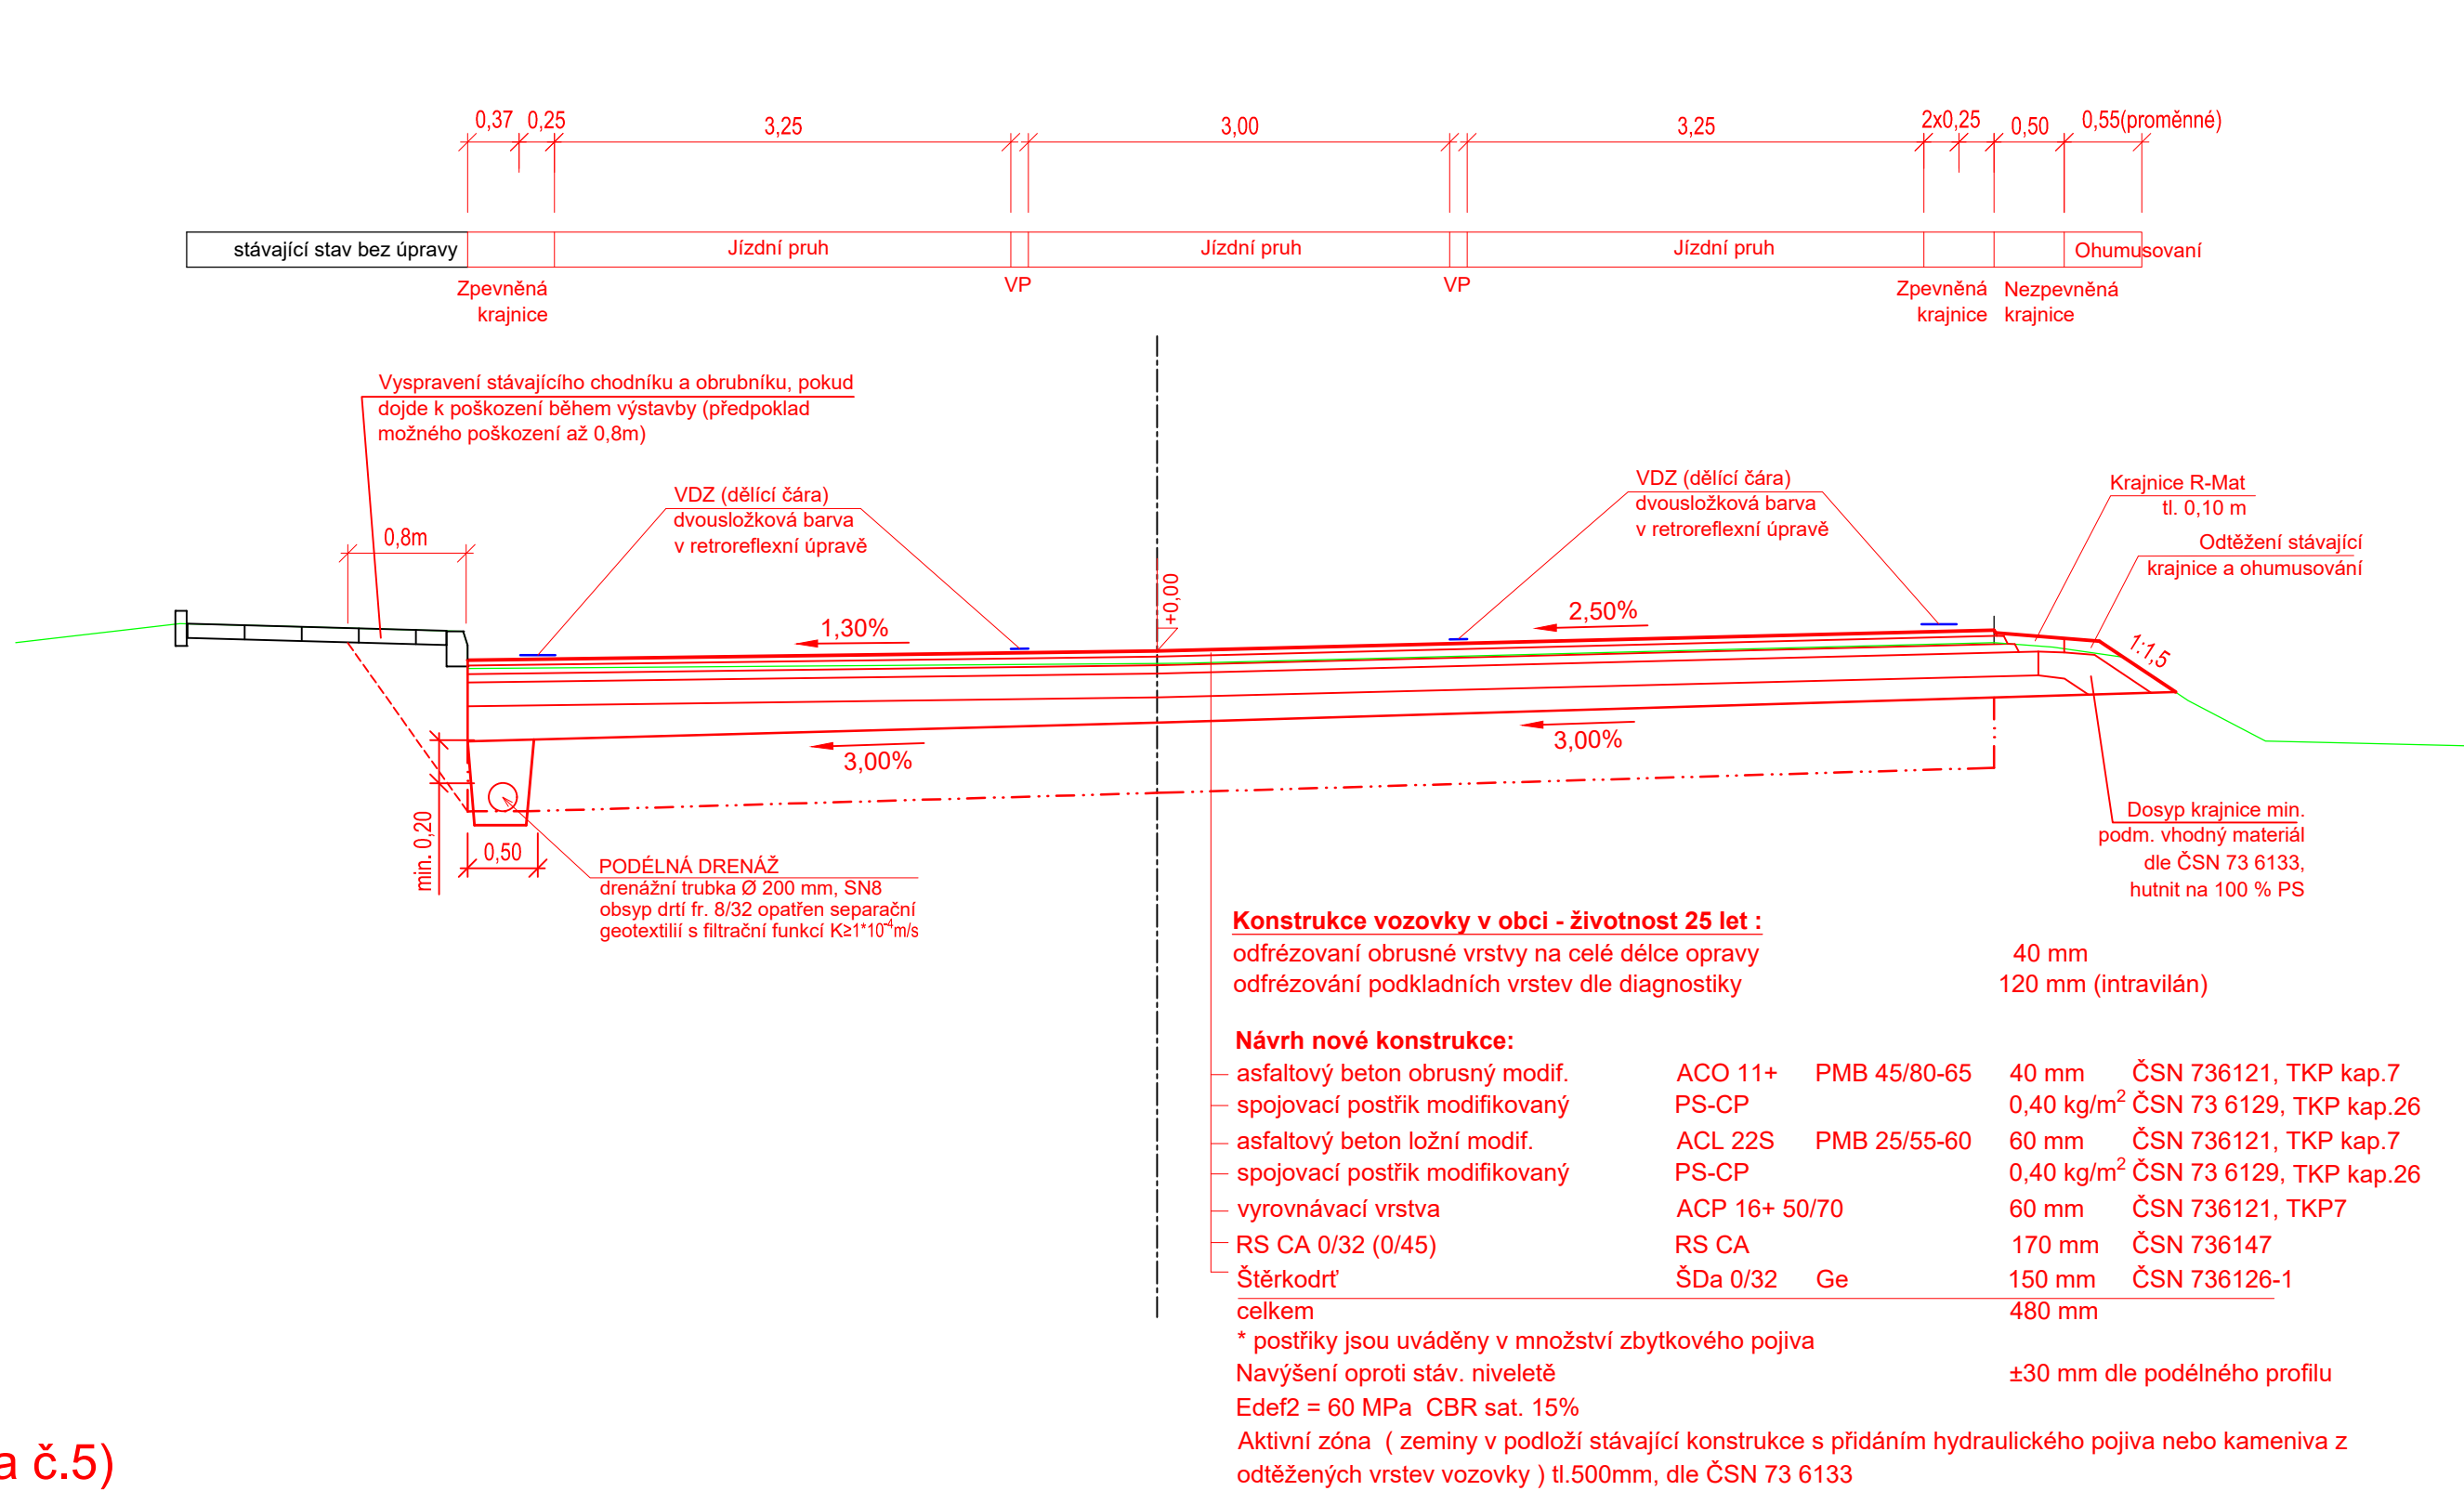 0,37 0,25 3,25 3,00 3,25 2x0,25 0,50 0,55(proměnné)
stávající stav bez úpravy Jízdní pruh Jízdní pruh Jízdní pruh Ohumusovaní
Zpevněná
krajnice
VP
VP
Zpevněná
krajnice
Nezpevněná
krajnice
Vyspravení stávajícího chodníku a obrubníku, pokud
dojde k poškození během výstavby (předpoklad
možného poškození až 0,8m)
VDZ (dělící čára)
dvousložková barva
v retroreflexní úpravě
VDZ (dělící čára)
dvousložková barva
v retroreflexní úpravě
Krajnice R-Mat
tl. 0,10 m
Odtěžení stávající
krajnice a ohumusování
0,8m
+0,00
1,30%
2,50%
1:1,5
3,00%
3,00%
min. 0,20
0,50
PODÉLNÁ DRENÁŽ
drenážní trubka Ø 200 mm, SN8
obsyp drtí fr. 8/32 opatřen separační
geotextilií s filtrační funkcí K≥1*10⁻⁴m/s
Dosyp krajnice min.
podm. vhodný materiál
dle ČSN 73 6133,
hutnit na 100 % PS
Konstrukce vozovky v obci - životnost 25 let :
odfrézovaní obrusné vrstvy na celé délce opravy 40 mm
odfrézování podkladních vrstev dle diagnostiky 120 mm (intravilán)
Návrh nové konstrukce:
asfaltový beton obrusný modif. ACO 11+ PMB 45/80-65 40 mm ČSN 736121, TKP kap.7
spojovací postřik modifikovaný PS-CP 0,40 kg/m² ČSN 73 6129, TKP kap.26
asfaltový beton ložní modif. ACL 22S PMB 25/55-60 60 mm ČSN 736121, TKP kap.7
spojovací postřik modifikovaný PS-CP 0,40 kg/m² ČSN 73 6129, TKP kap.26
vyrovnávací vrstva ACP 16+ 50/70 60 mm ČSN 736121, TKP7
RS CA 0/32 (0/45) RS CA 170 mm ČSN 736147
Štěrkodrť ŠDa 0/32 Ge 150 mm ČSN 736126-1
celkem 480 mm
* postřiky jsou uváděny v množství zbytkového pojiva
Navýšení oproti stáv. niveletě ±30 mm dle podélného profilu
Edef2 = 60 MPa CBR sat. 15%
Aktivní zóna ( zeminy v podloží stávající konstrukce s přidáním hydraulického pojiva nebo kameniva z
odtěžených vrstev vozovky ) tl.500mm, dle ČSN 73 6133
a č.5)